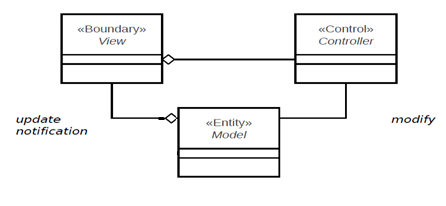 «Boundary»
View
«Control»
Controller
update
notification
«Entity»
Model
modify